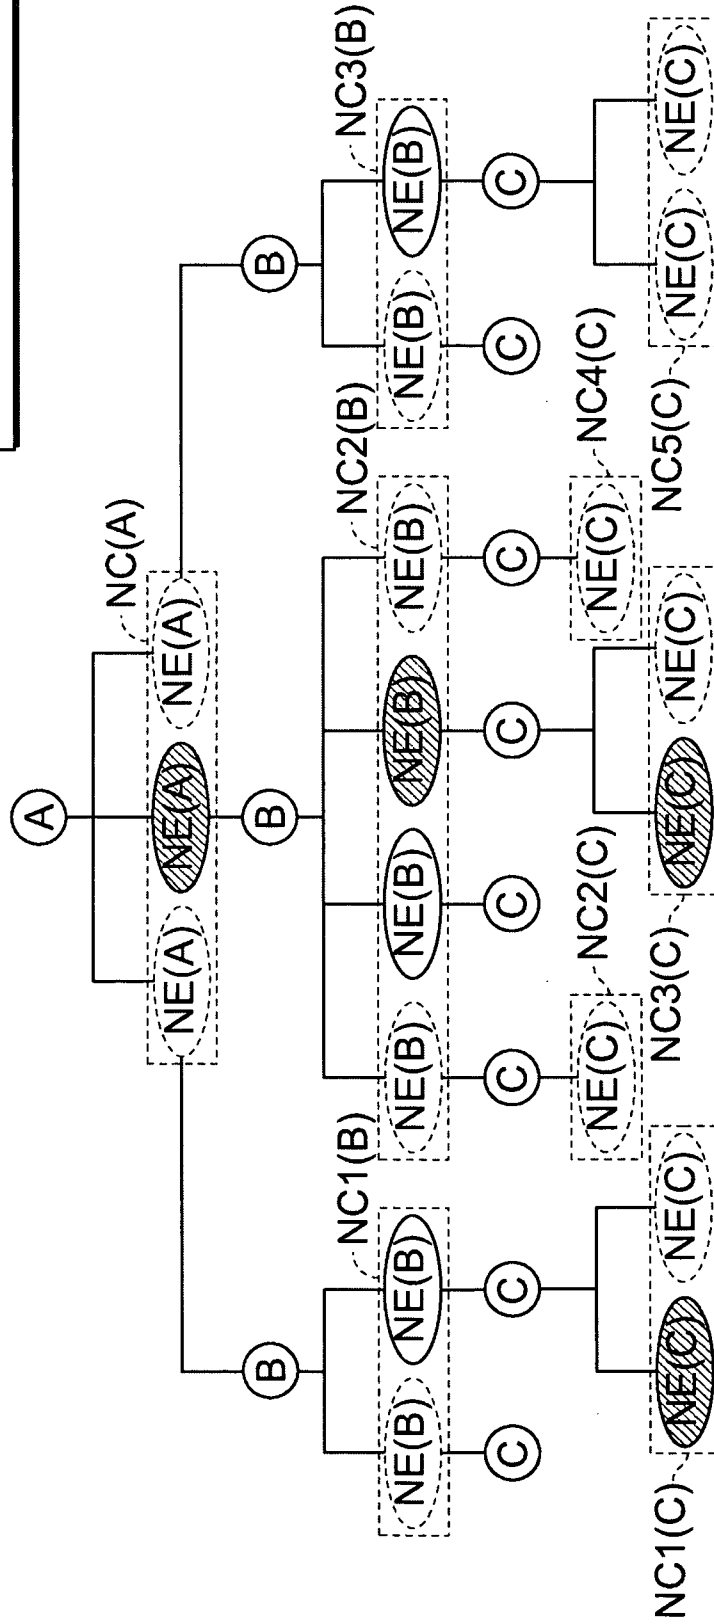 A
NC(A)
NE(A) NE(A) NE(A)
B B B
NC1(B) NC2(B) NC3(B)
NE(B) NE(B) NE(B) NE(B) NE(B) NE(B) NE(B) NE(B)
C C C C C C C C
NE(C) NC2(C) NE(C) NC4(C)
NC1(C) NE(C) NE(C) NC3(C) NE(C) NE(C) NC5(C) NE(C) NE(C)